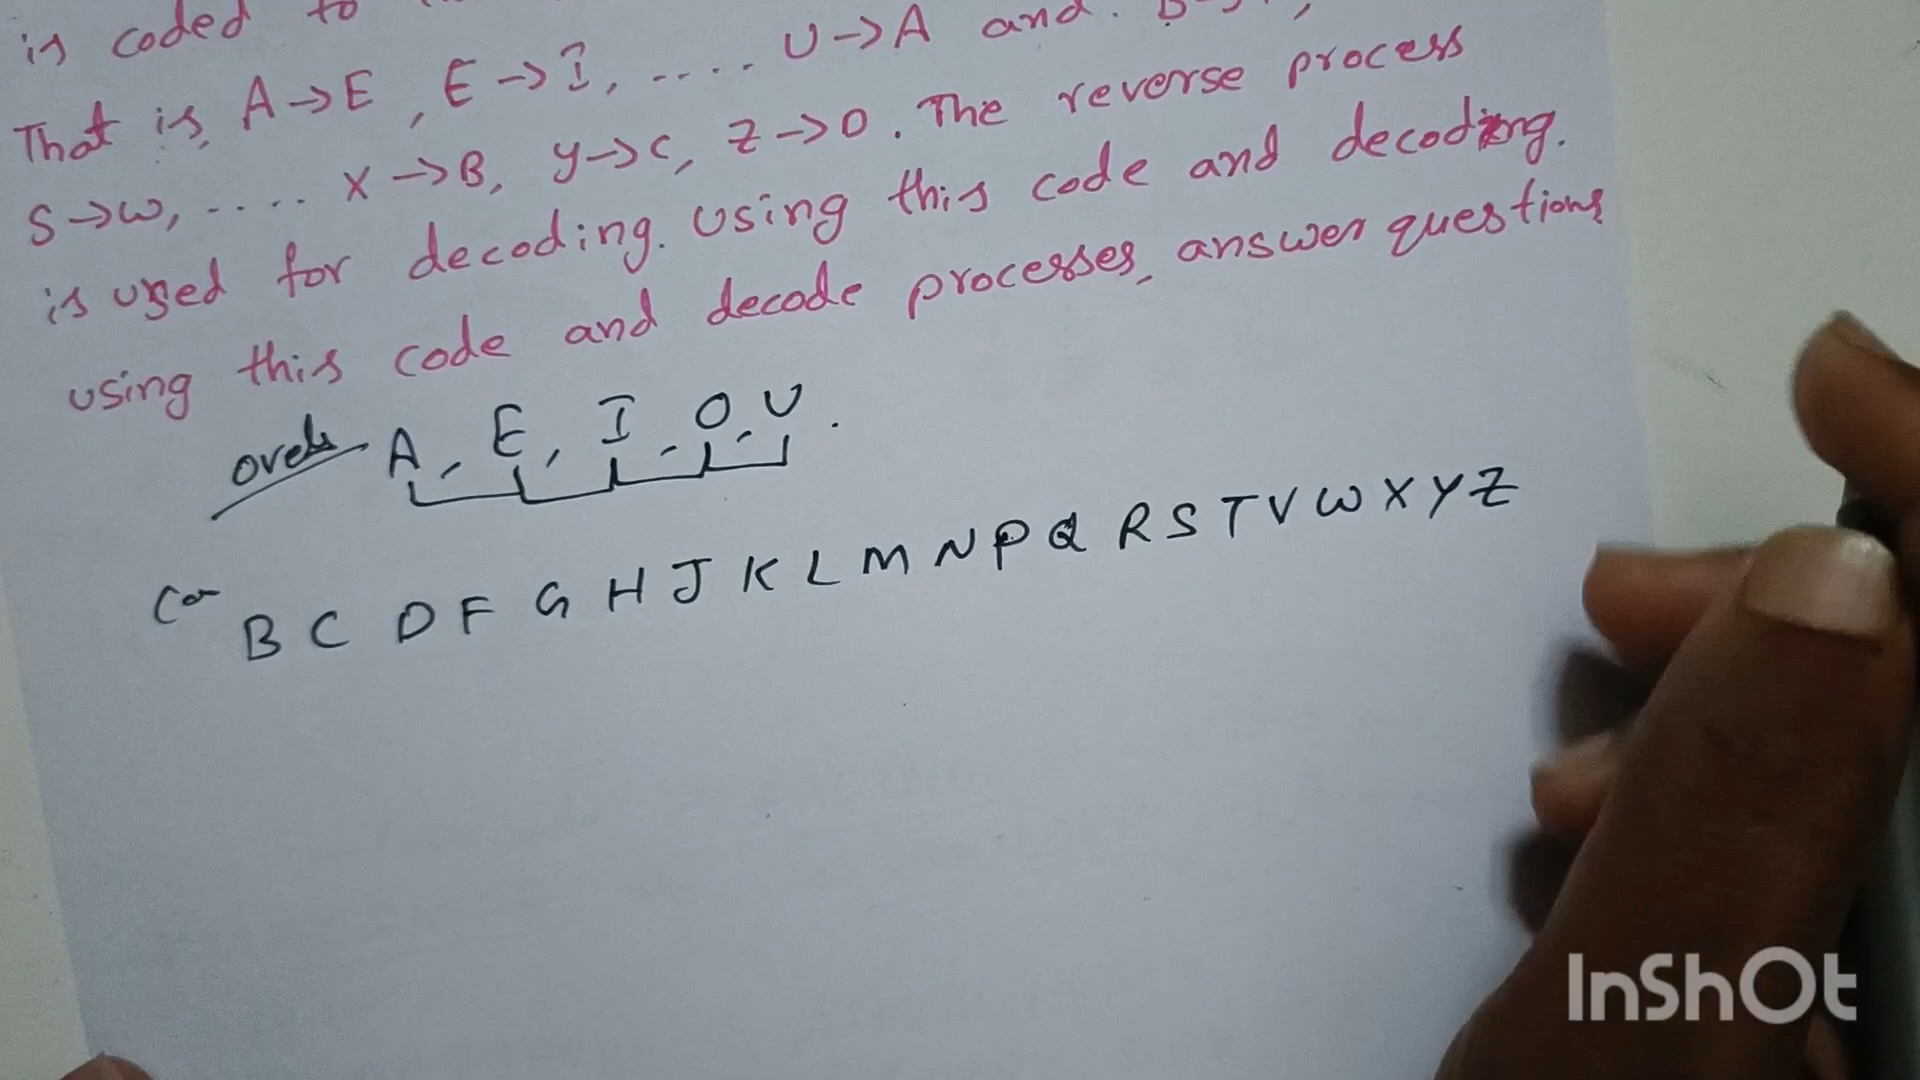 is coded to
That is, A->E, E->I, .... U->A and.
S->W, .... X->B, Y->C, Z->D. The reverse process
is used for decoding. using this code and decoding.
using this code and decode processes, answer questions
ovels A, E, I, O, U.
Con
B C D F G H J K L M N P Q R S T V W X Y Z
InShOt